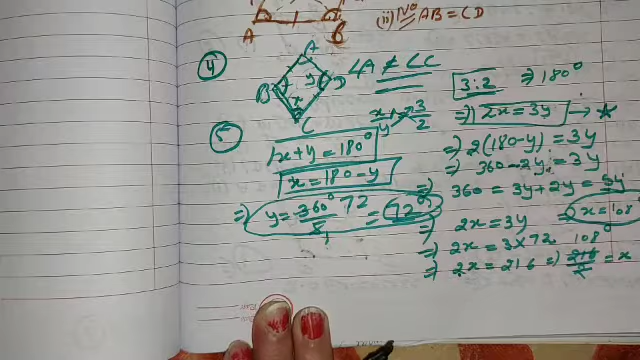 (ii) No AB = CD
A B
4
A
B D
C
∠A ≠ ∠C
3:2 ⇒ 180°
x/y = 3/2
⇒ 2x = 3y → ★
5
x + y = 180°
x = 180 - y
⇒ y = 360°/5 72 = 72°
⇒ 2(180-y) = 3y
⇒ 360 - 2y = 3y
⇒ 360 = 3y + 2y = 5y
⇒ 2x = 3y
x = 108°
⇒ 2x = 3 × 72 108°
⇒ 2x = 216 ⇒ 216/2 = x